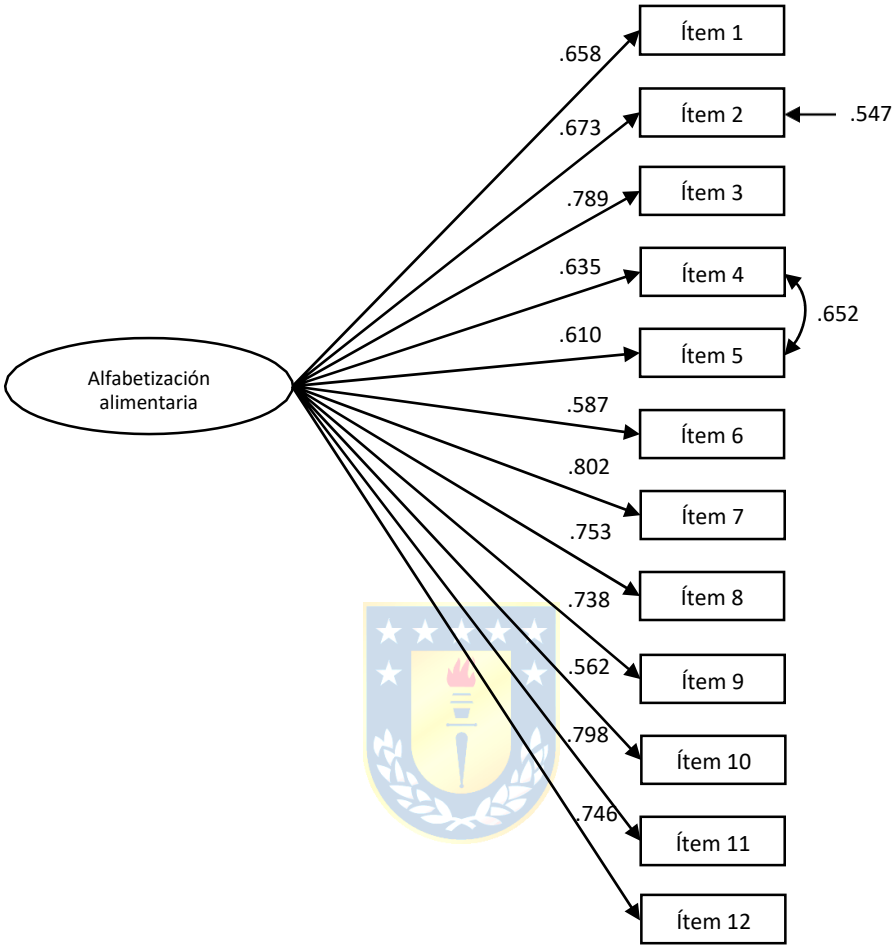 Ítem 1
.658
Ítem 2
.547
.673
Ítem 3
.789
Ítem 4
.635
.652
.610
Ítem 5
Alfabetización
alimentaria
.587
Ítem 6
.802
Ítem 7
.753
Ítem 8
.738
.562
Ítem 9
.798
Ítem 10
.746
Ítem 11
Ítem 12